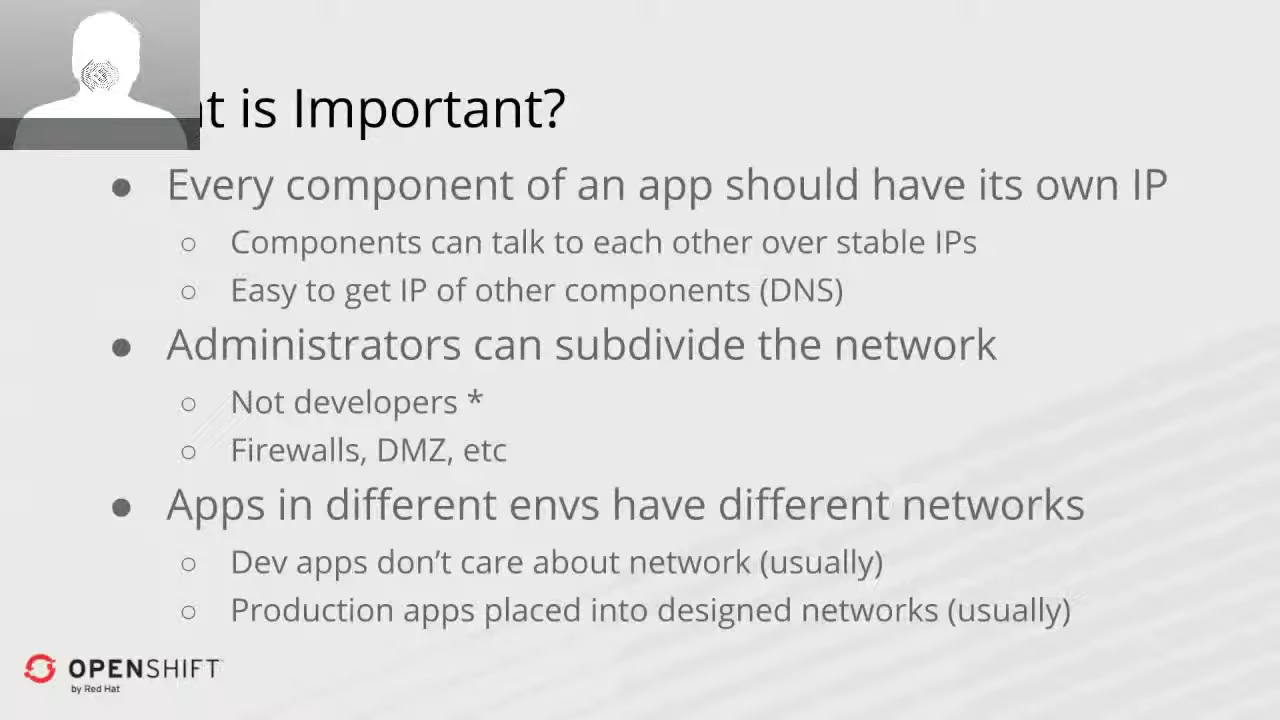 t is Important?
● Every component of an app should have its own IP
○ Components can talk to each other over stable IPs
○ Easy to get IP of other components (DNS)
● Administrators can subdivide the network
○ Not developers *
○ Firewalls, DMZ, etc
● Apps in different envs have different networks
○ Dev apps don’t care about network (usually)
○ Production apps placed into designed networks (usually)
OPENSHIFT
by Red Hat